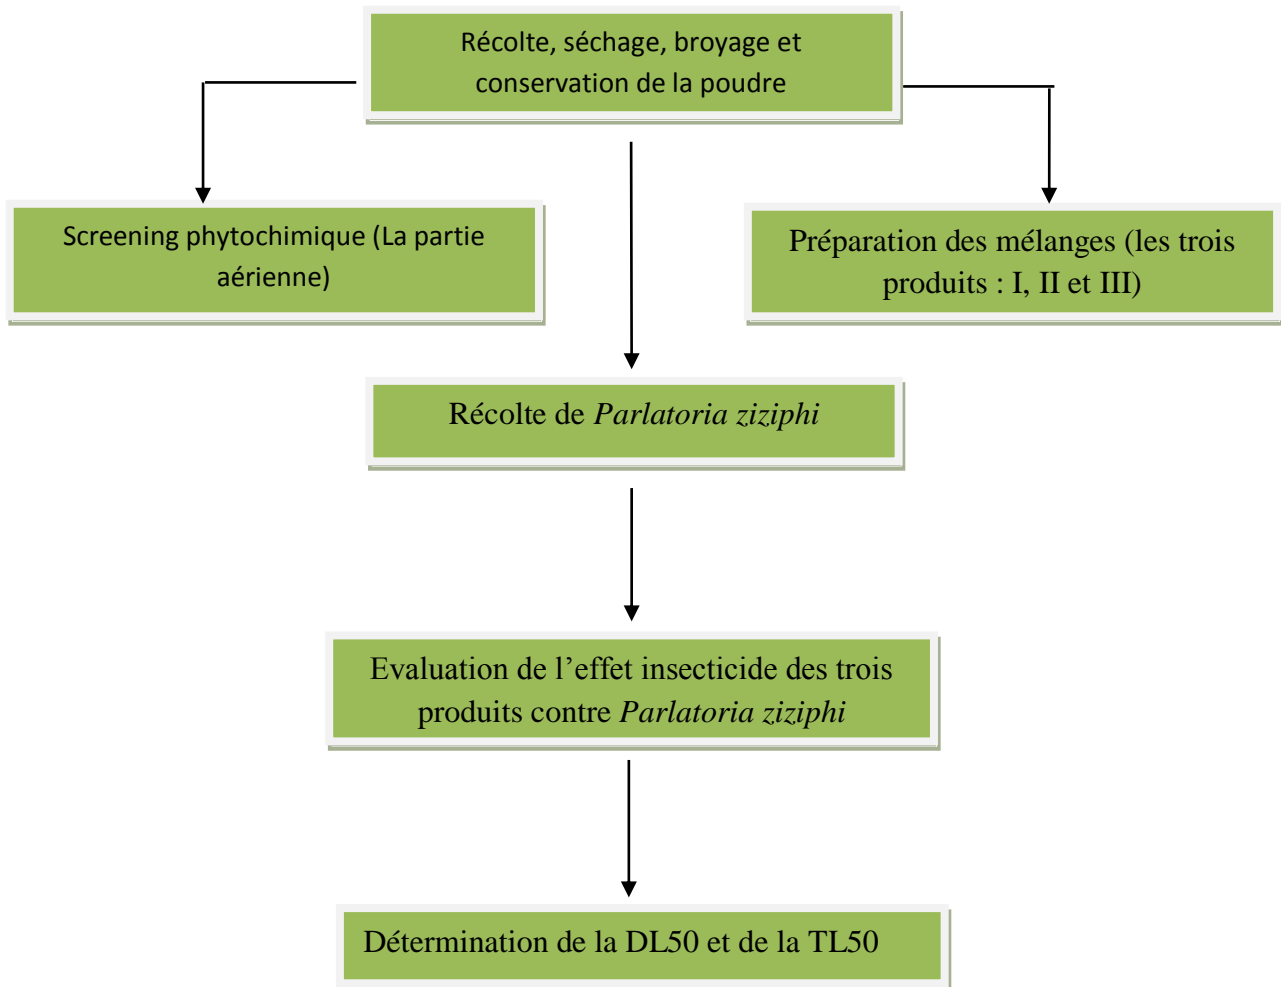 Récolte, séchage, broyage et
conservation de la poudre
Screening phytochimique (La partie
aérienne)
Préparation des mélanges (les trois
produits : I, II et III)
Récolte de Parlatoria ziziphi
Evaluation de l’effet insecticide des trois
produits contre Parlatoria ziziphi
Détermination de la DL50 et de la TL50